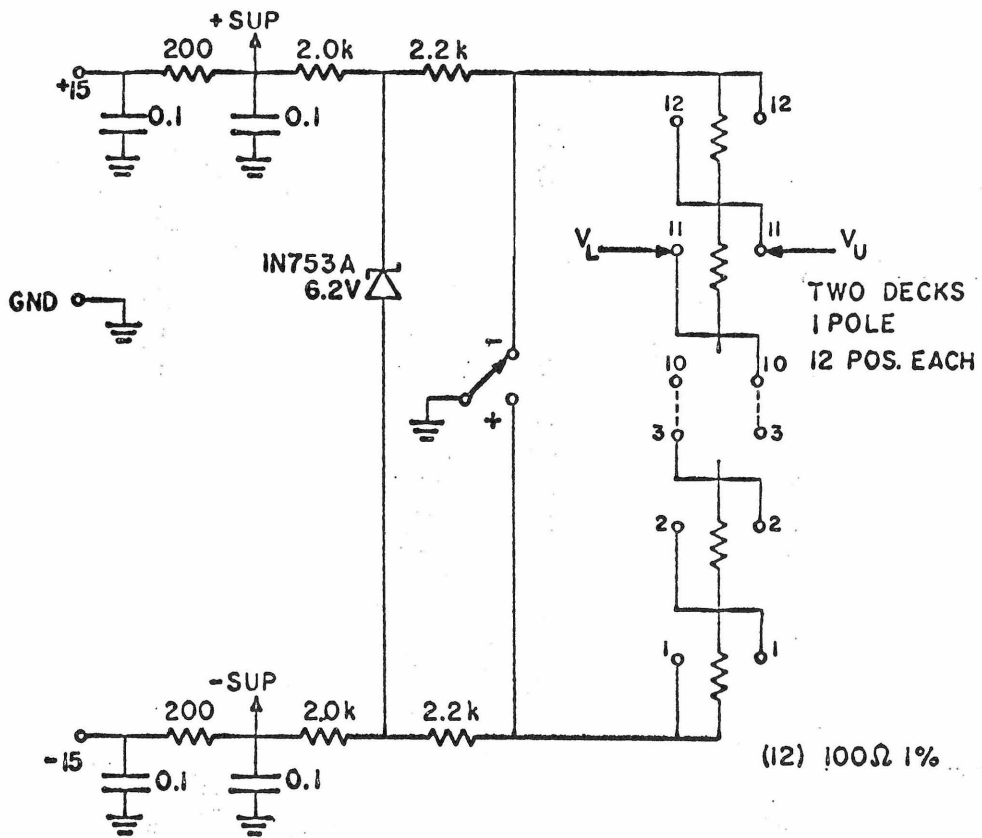 +SUP
200
2.0k
2.2k
+15
0.1
0.1
12
12
1N753A
6.2V
V_L
11
11
V_U
GND
TWO DECKS
1 POLE
12 POS. EACH
-
+
10
10
3
3
2
2
1
1
-SUP
200
2.0k
2.2k
-15
0.1
0.1
(12) 100Ω 1%